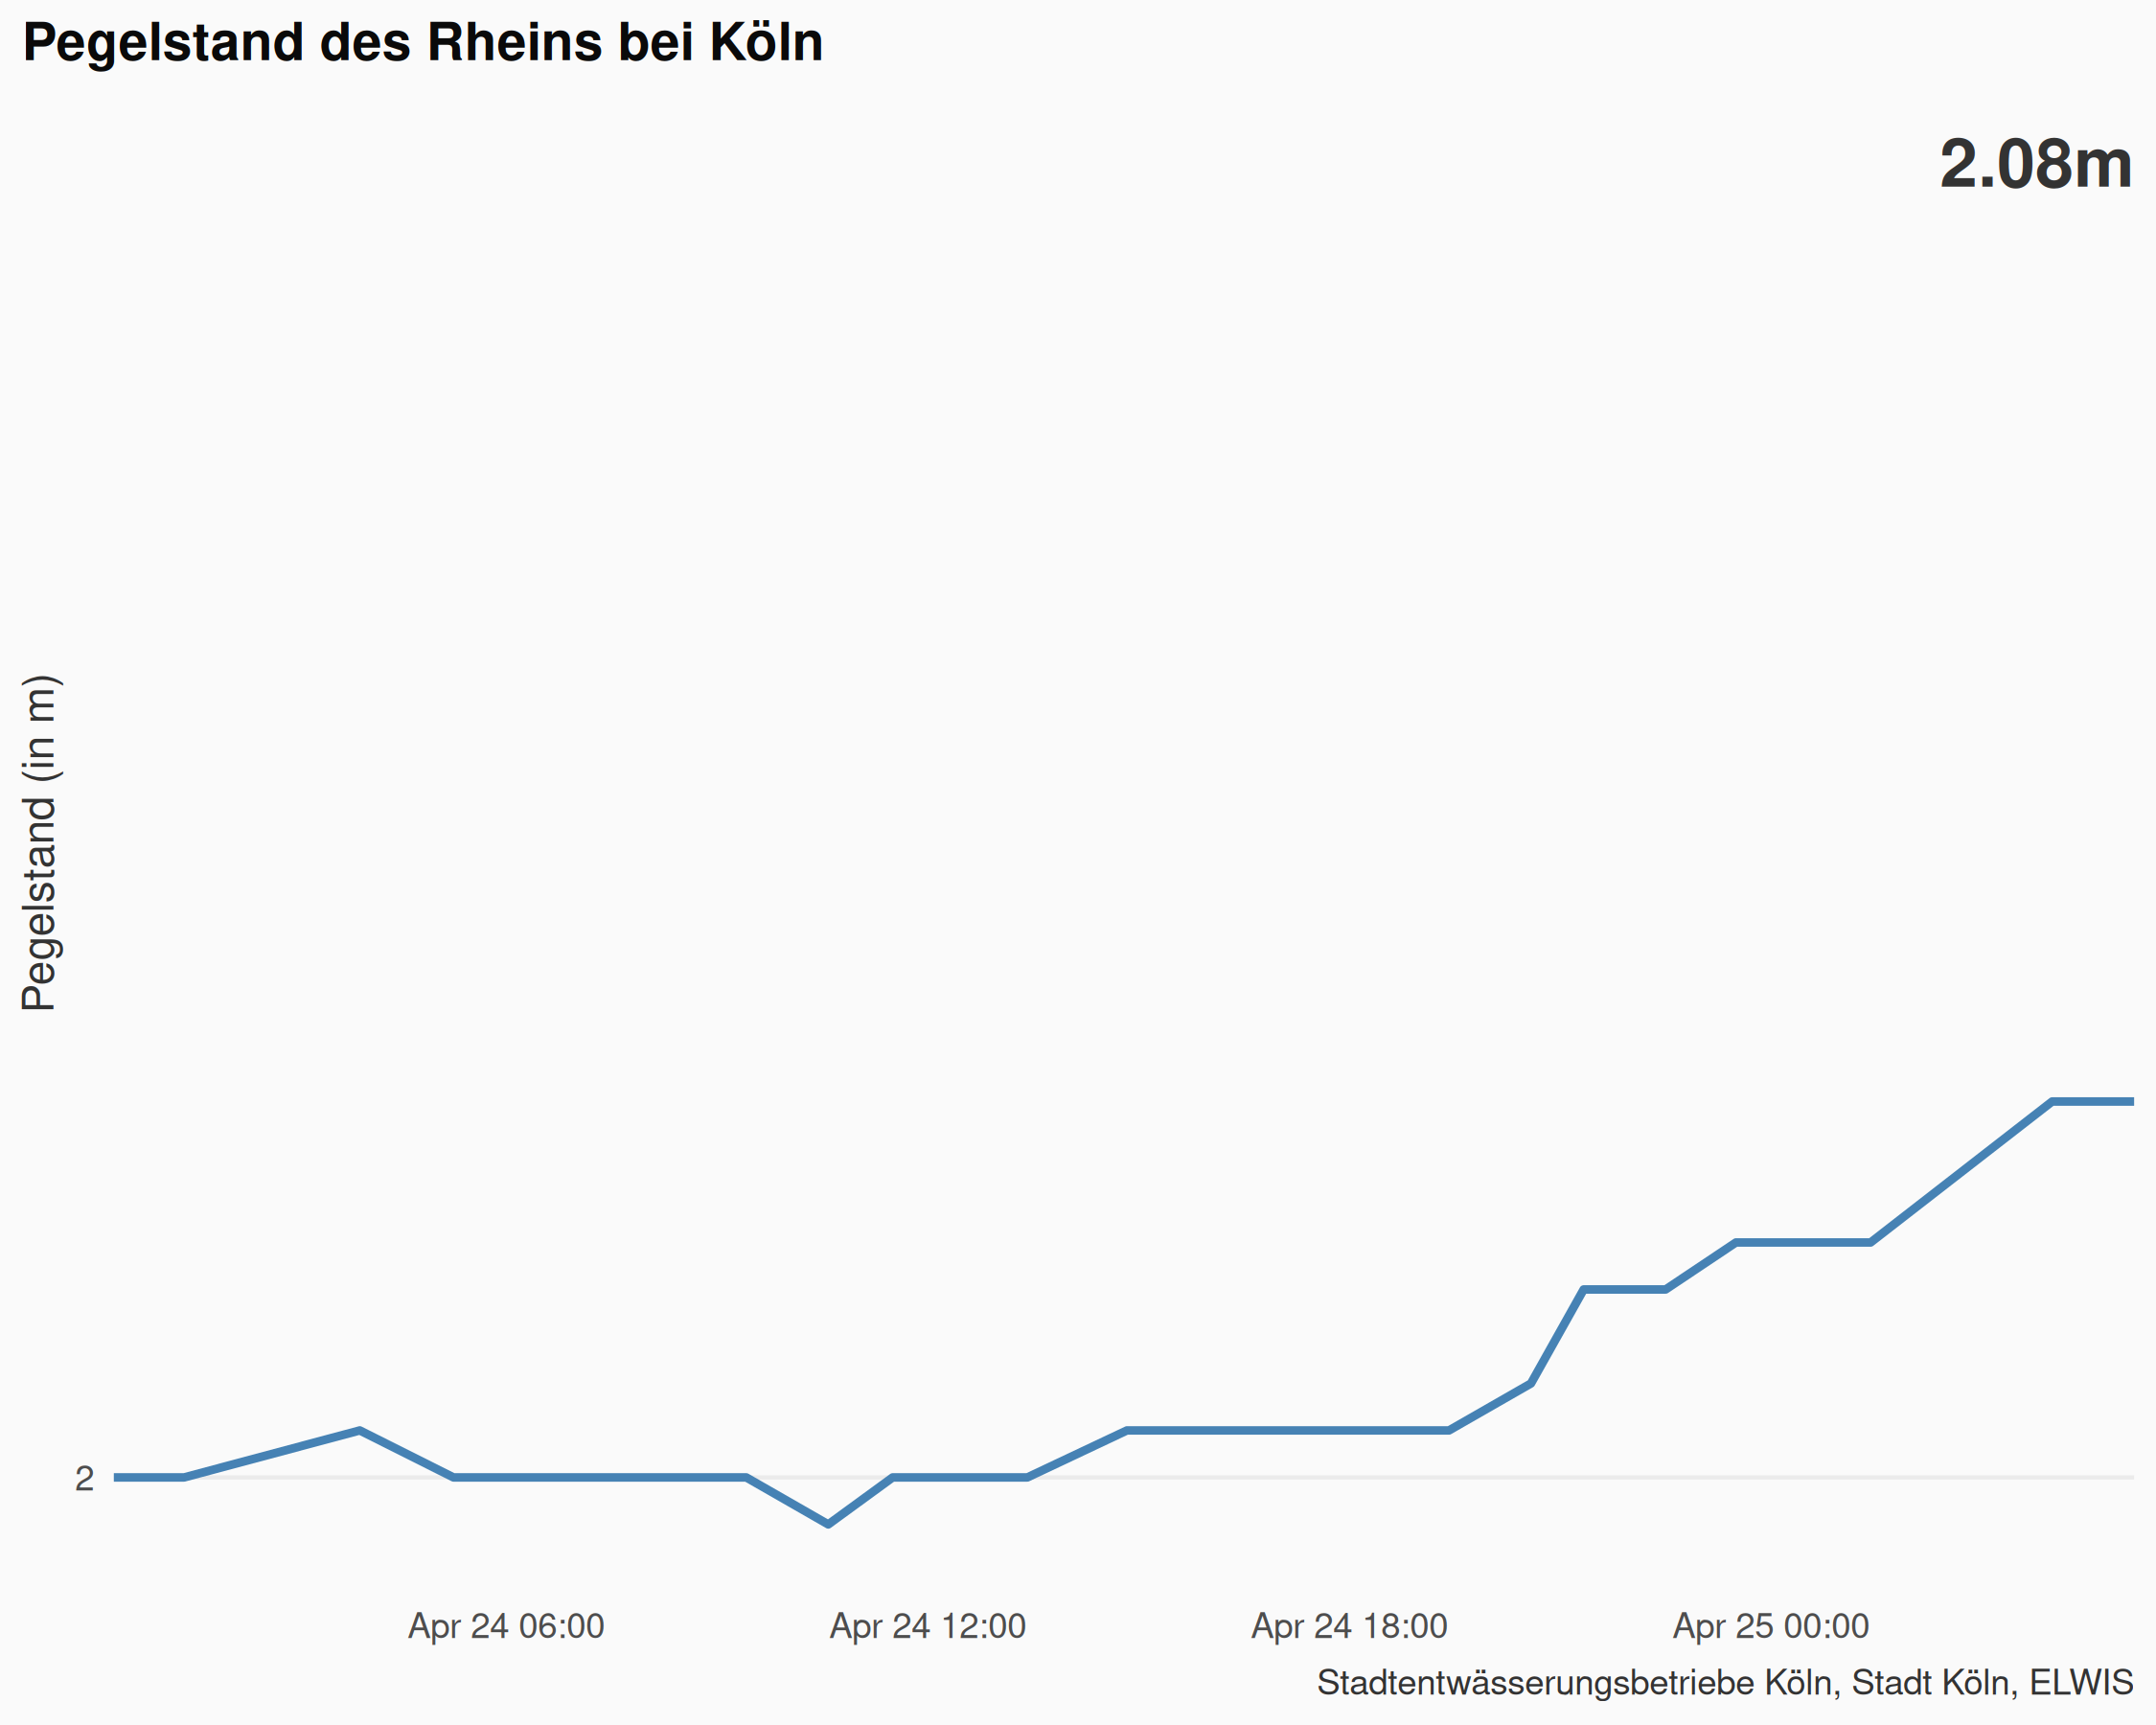 Pegelstand des Rheins bei Köln
2.08m
Pegelstand (in m)
2
Apr 24 06:00
Apr 24 12:00
Apr 24 18:00
Apr 25 00:00
Stadtentwässerungsbetriebe Köln, Stadt Köln, ELWIS